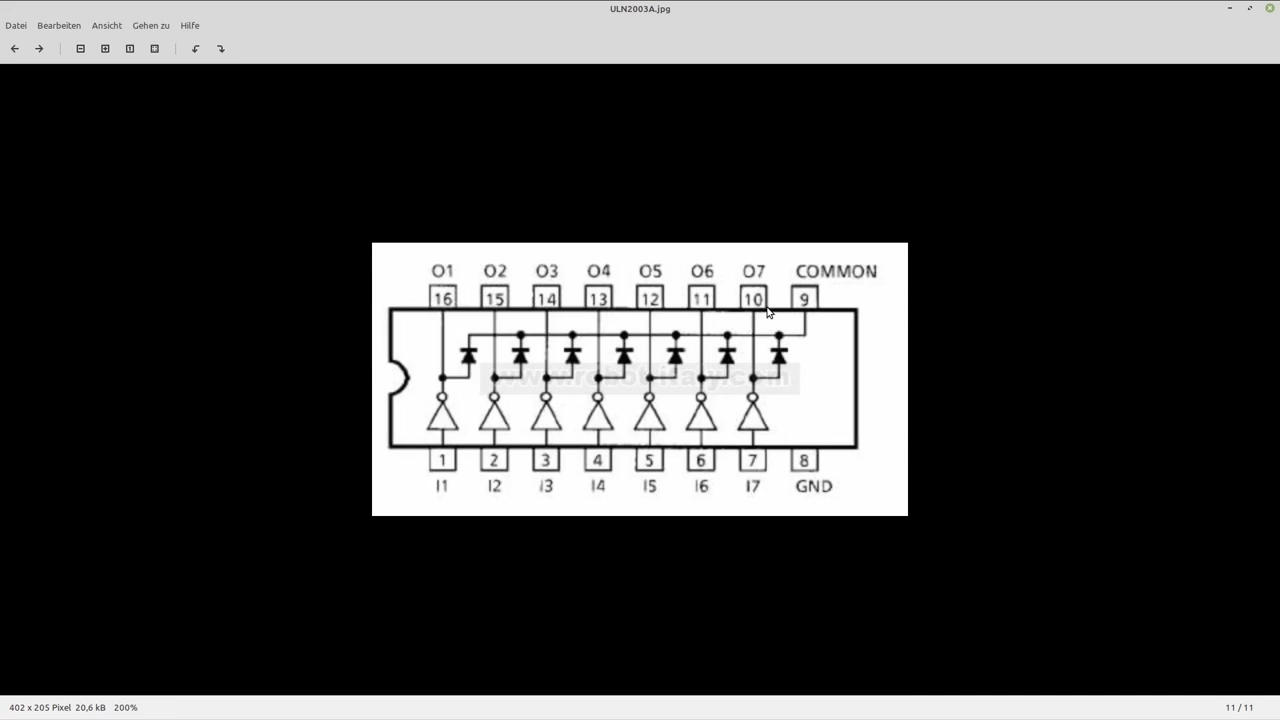 ULN2003A.jpg
Datei Bearbeiten Ansicht Gehen zu Hilfe
O1 O2 O3 O4 O5 O6 O7 COMMON
16 15 14 13 12 11 10 9
1 2 3 4 5 6 7 8
I1 I2 I3 I4 I5 I6 I7 GND
402 x 205 Pixel 20,6 kB 200% 11 / 11